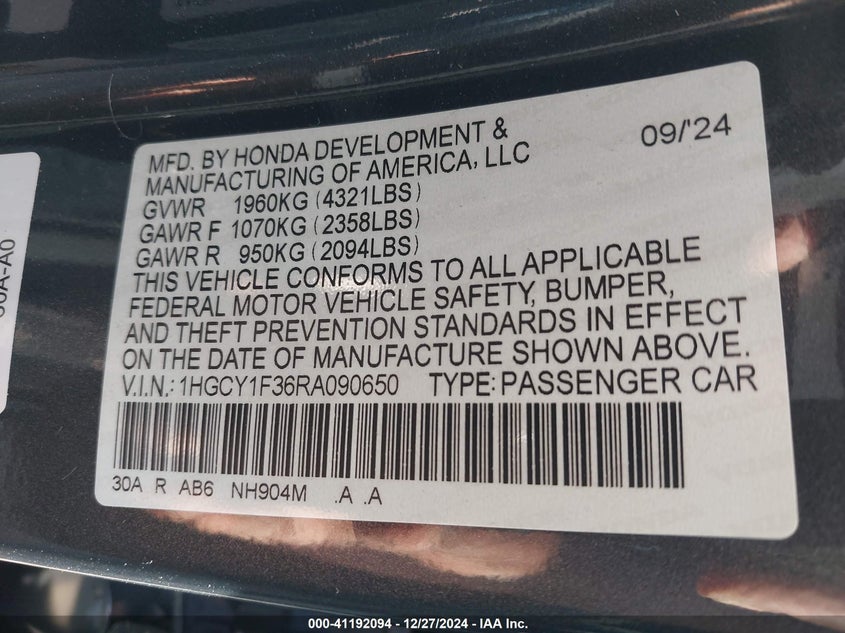 MFD. BY HONDA DEVELOPMENT &
MANUFACTURING OF AMERICA, LLC
09/'24
GVWR 1960KG (4321LBS)
GAWR F 1070KG (2358LBS)
GAWR R 950KG (2094LBS)
THIS VEHICLE CONFORMS TO ALL APPLICABLE
FEDERAL MOTOR VEHICLE SAFETY, BUMPER,
AND THEFT PREVENTION STANDARDS IN EFFECT
ON THE DATE OF MANUFACTURE SHOWN ABOVE.
V.I.N.: 1HGCY1F36RA090650 TYPE: PASSENGER CAR
30A R AB6 NH904M .A .A
000-41192094 - 12/27/2024 - IAA Inc.